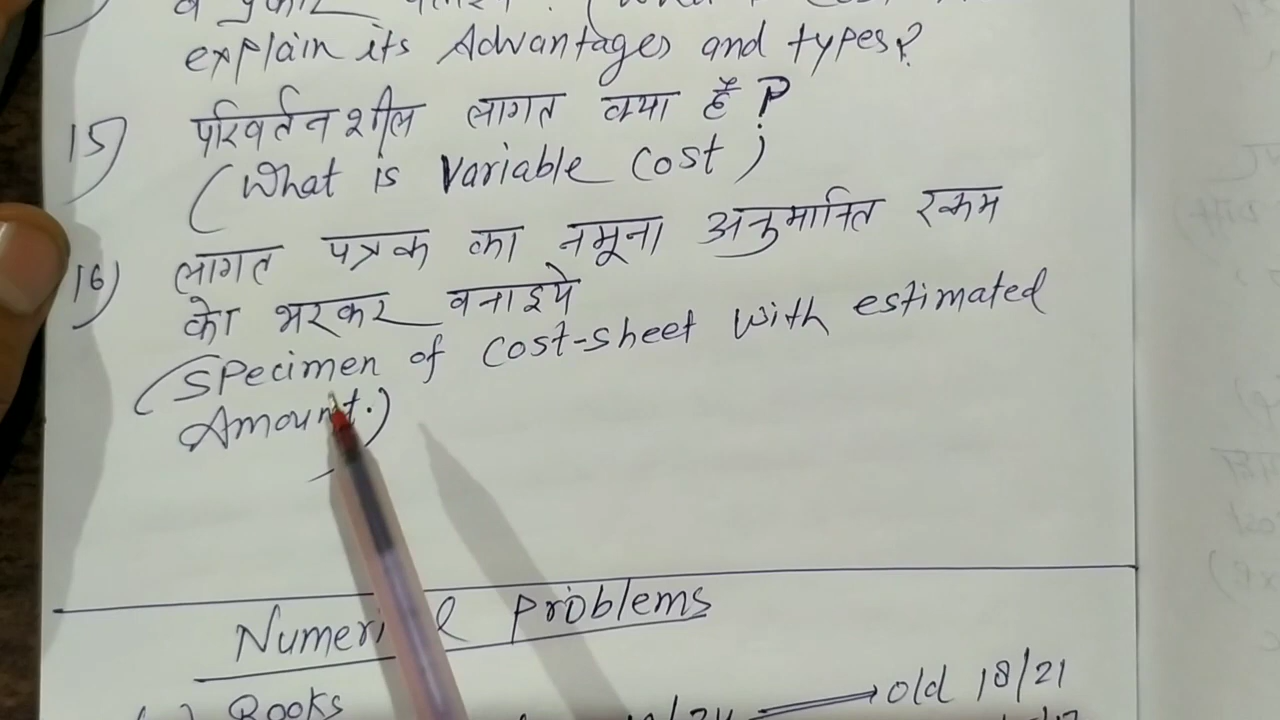 explain its Advantages and types?
15) परिवर्तनशील लागत क्या है ?
(What is Variable Cost)
16) लागत पत्रक का नमूना अनुमानित रकम
को भरकर बनाइये
(Specimen of cost-sheet with estimated
Amount.)
Problems
Books
old 18/21